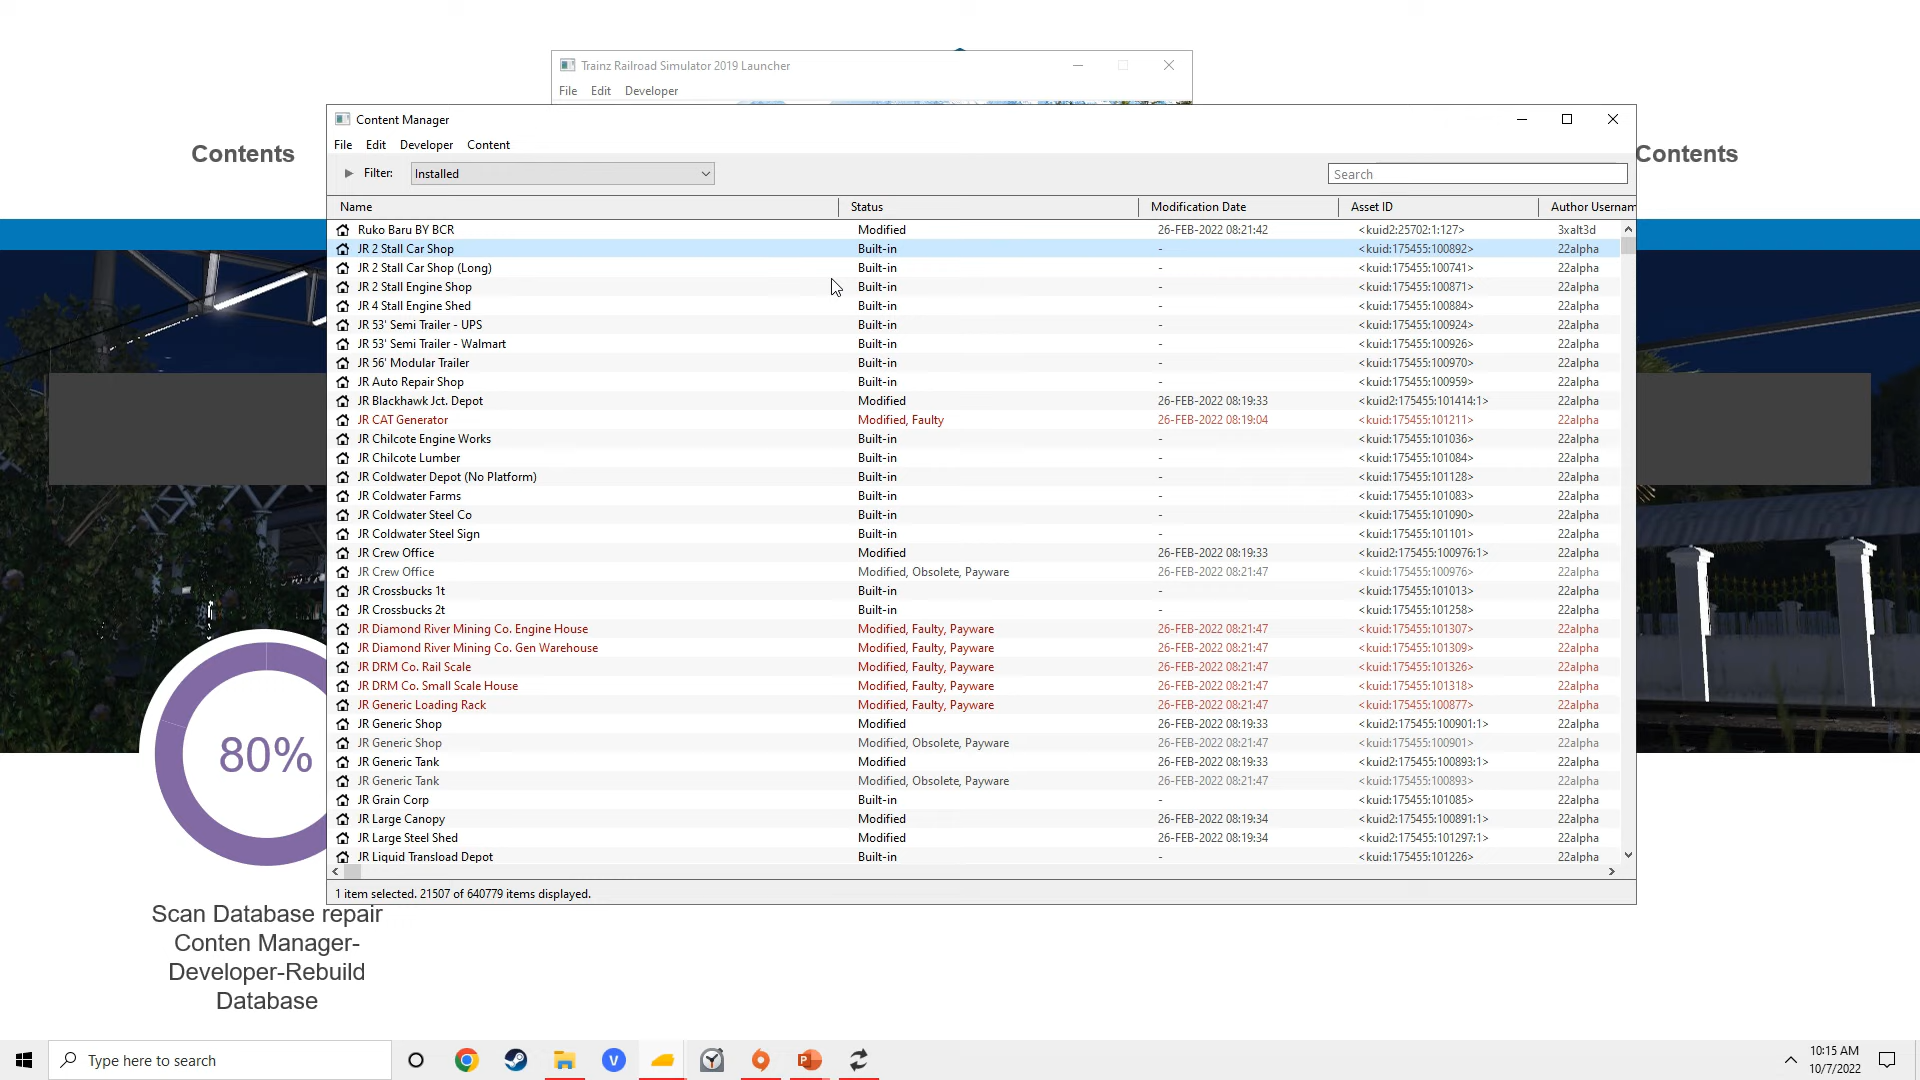 Trainz Railroad Simulator 2019 Launcher
File Edit Developer
Contents
Contents
Content Manager
File Edit Developer Content
Filter: Installed Search
Name Status Modification Date Asset ID Author Usernam
Ruko Baru BY BCR Modified 26-FEB-2022 08:21:42 <kuid2:25702:1:127> 3xalt3d
JR 2 Stall Car Shop Built-in - <kuid:175455:100892> 22alpha
JR 2 Stall Car Shop (Long) Built-in - <kuid:175455:100741> 22alpha
JR 2 Stall Engine Shop Built-in - <kuid:175455:100871> 22alpha
JR 4 Stall Engine Shed Built-in - <kuid:175455:100884> 22alpha
JR 53' Semi Trailer - UPS Built-in - <kuid:175455:100924> 22alpha
JR 53' Semi Trailer - Walmart Built-in - <kuid:175455:100926> 22alpha
JR 56' Modular Trailer Built-in - <kuid:175455:100970> 22alpha
JR Auto Repair Shop Built-in - <kuid:175455:100959> 22alpha
JR Blackhawk Jct. Depot Modified 26-FEB-2022 08:19:33 <kuid2:175455:101414:1> 22alpha
JR CAT Generator Modified, Faulty 26-FEB-2022 08:19:04 <kuid:175455:101211> 22alpha
JR Chilcote Engine Works Built-in - <kuid:175455:101036> 22alpha
JR Chilcote Lumber Built-in - <kuid:175455:101084> 22alpha
JR Coldwater Depot (No Platform) Built-in - <kuid:175455:101128> 22alpha
JR Coldwater Farms Built-in - <kuid:175455:101083> 22alpha
JR Coldwater Steel Co Built-in - <kuid:175455:101090> 22alpha
JR Coldwater Steel Sign Built-in - <kuid:175455:101101> 22alpha
JR Crew Office Modified 26-FEB-2022 08:19:33 <kuid2:175455:100976:1> 22alpha
JR Crew Office Modified, Obsolete, Payware 26-FEB-2022 08:21:47 <kuid:175455:100976> 22alpha
JR Crossbucks 1t Built-in - <kuid:175455:101013> 22alpha
JR Crossbucks 2t Built-in - <kuid:175455:101258> 22alpha
JR Diamond River Mining Co. Engine House Modified, Faulty, Payware 26-FEB-2022 08:21:47 <kuid:175455:101307> 22alpha
JR Diamond River Mining Co. Gen Warehouse Modified, Faulty, Payware 26-FEB-2022 08:21:47 <kuid:175455:101309> 22alpha
JR DRM Co. Rail Scale Modified, Faulty, Payware 26-FEB-2022 08:21:47 <kuid:175455:101326> 22alpha
JR DRM Co. Small Scale House Modified, Faulty, Payware 26-FEB-2022 08:21:47 <kuid:175455:101318> 22alpha
JR Generic Loading Rack Modified, Faulty, Payware 26-FEB-2022 08:21:47 <kuid:175455:100877> 22alpha
JR Generic Shop Modified 26-FEB-2022 08:19:33 <kuid2:175455:100901:1> 22alpha
JR Generic Shop Modified, Obsolete, Payware 26-FEB-2022 08:21:47 <kuid:175455:100901> 22alpha
JR Generic Tank Modified 26-FEB-2022 08:19:33 <kuid2:175455:100893:1> 22alpha
JR Generic Tank Modified, Obsolete, Payware 26-FEB-2022 08:21:47 <kuid:175455:100893> 22alpha
JR Grain Corp Built-in - <kuid:175455:101085> 22alpha
JR Large Canopy Modified 26-FEB-2022 08:19:34 <kuid2:175455:100891:1> 22alpha
JR Large Steel Shed Modified 26-FEB-2022 08:19:34 <kuid2:175455:101297:1> 22alpha
JR Liquid Transload Depot Built-in - <kuid:175455:101226> 22alpha
1 item selected. 21507 of 640779 items displayed.
80%
Scan Database repair
Conten Manager-
Developer-Rebuild
Database
Type here to search
10:15 AM
10/7/2022